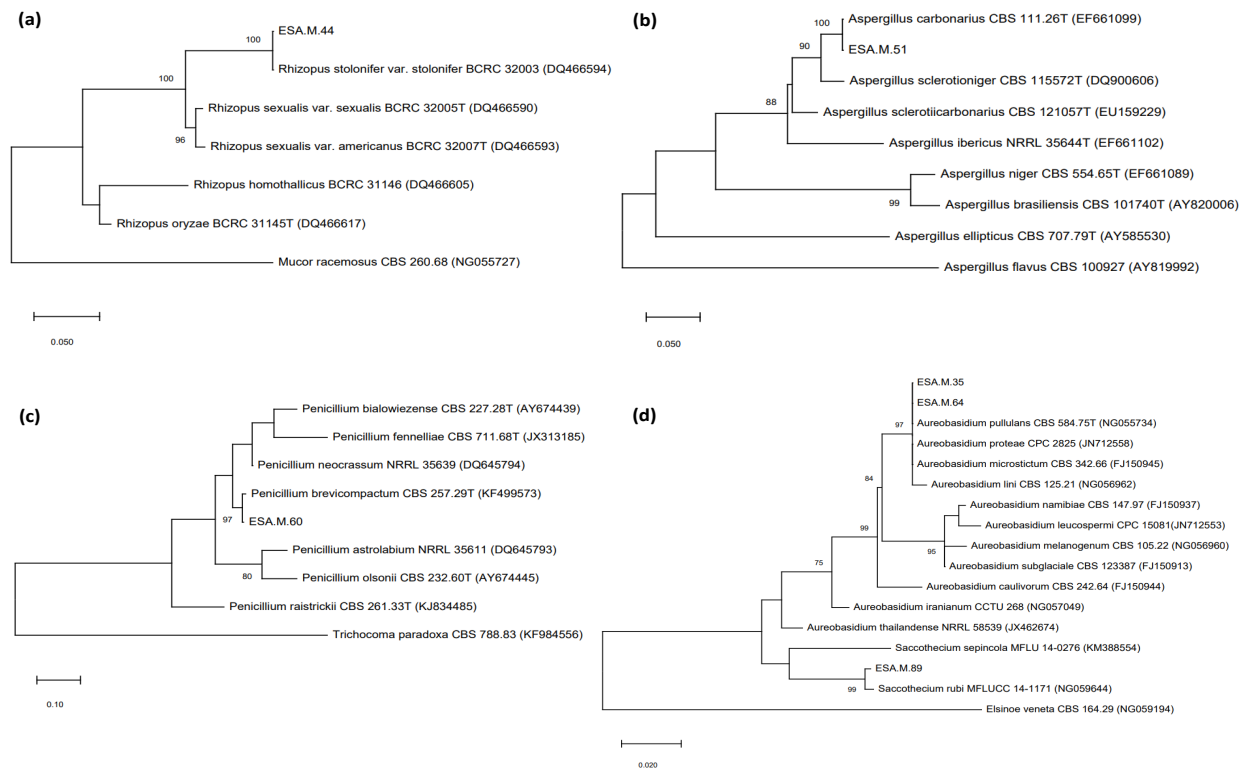 (a)
100
ESA.M.44
Rhizopus stolonifer var. stolonifer BCRC 32003 (DQ466594)
100
Rhizopus sexualis var. sexualis BCRC 32005T (DQ466590)
96
Rhizopus sexualis var. americanus BCRC 32007T (DQ466593)
Rhizopus homothallicus BCRC 31146 (DQ466605)
Rhizopus oryzae BCRC 31145T (DQ466617)
Mucor racemosus CBS 260.68 (NG055727)
0.050
(b)
100
Aspergillus carbonarius CBS 111.26T (EF661099)
90
ESA.M.51
Aspergillus sclerotioniger CBS 115572T (DQ900606)
88
Aspergillus sclerotiicarbonarius CBS 121057T (EU159229)
Aspergillus ibericus NRRL 35644T (EF661102)
Aspergillus niger CBS 554.65T (EF661089)
99
Aspergillus brasiliensis CBS 101740T (AY820006)
Aspergillus ellipticus CBS 707.79T (AY585530)
Aspergillus flavus CBS 100927 (AY819992)
0.050
(c)
Penicillium bialowiezense CBS 227.28T (AY674439)
Penicillium fennelliae CBS 711.68T (JX313185)
Penicillium neocrassum NRRL 35639 (DQ645794)
Penicillium brevicompactum CBS 257.29T (KF499573)
97
ESA.M.60
Penicillium astrolabium NRRL 35611 (DQ645793)
80
Penicillium olsonii CBS 232.60T (AY674445)
Penicillium raistrickii CBS 261.33T (KJ834485)
Trichocoma paradoxa CBS 788.83 (KF984556)
0.10
(d)
ESA.M.35
ESA.M.64
97
Aureobasidium pullulans CBS 584.75T (NG055734)
Aureobasidium proteae CPC 2825 (JN712558)
Aureobasidium microstictum CBS 342.66 (FJ150945)
84
Aureobasidium lini CBS 125.21 (NG056962)
Aureobasidium namibiae CBS 147.97 (FJ150937)
99
Aureobasidium leucospermi CPC 15081(JN712553)
95
Aureobasidium melanogenum CBS 105.22 (NG056960)
Aureobasidium subglaciale CBS 123387 (FJ150913)
75
Aureobasidium caulivorum CBS 242.64 (FJ150944)
Aureobasidium iranianum CCTU 268 (NG057049)
Aureobasidium thailandense NRRL 58539 (JX462674)
Saccothecium sepincola MFLU 14-0276 (KM388554)
ESA.M.89
99
Saccothecium rubi MFLUCC 14-1171 (NG059644)
Elsinoe veneta CBS 164.29 (NG059194)
0.020